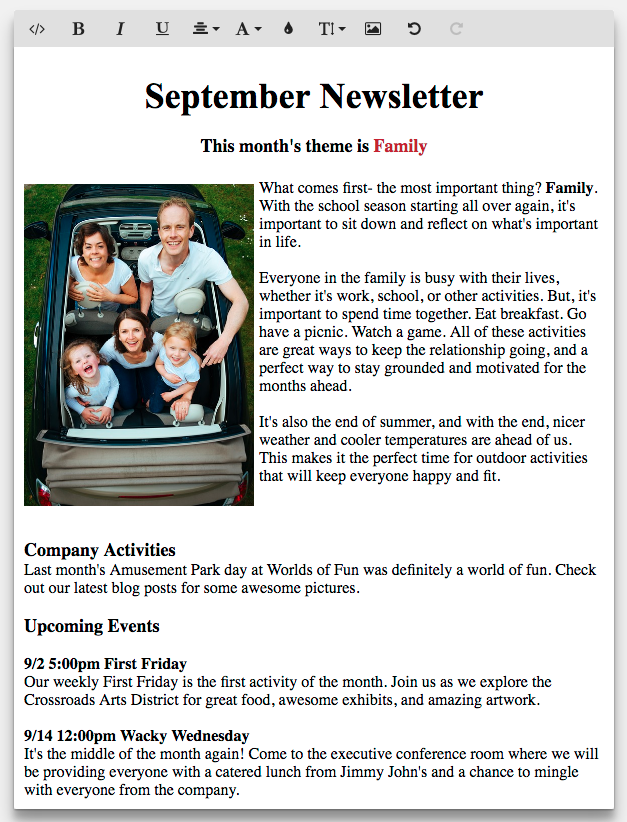 </> B I U A T
September Newsletter
This month's theme is Family
What comes first- the most important thing? Family.
With the school season starting all over again, it's
important to sit down and reflect on what's important
in life.
Everyone in the family is busy with their lives,
whether it's work, school, or other activities. But, it's
important to spend time together. Eat breakfast. Go
have a picnic. Watch a game. All of these activities
are great ways to keep the relationship going, and a
perfect way to stay grounded and motivated for the
months ahead.
It's also the end of summer, and with the end, nicer
weather and cooler temperatures are ahead of us.
This makes it the perfect time for outdoor activities
that will keep everyone happy and fit.
Company Activities
Last month's Amusement Park day at Worlds of Fun was definitely a world of fun. Check
out our latest blog posts for some awesome pictures.
Upcoming Events
9/2 5:00pm First Friday
Our weekly First Friday is the first activity of the month. Join us as we explore the
Crossroads Arts District for great food, awesome exhibits, and amazing artwork.
9/14 12:00pm Wacky Wednesday
It's the middle of the month again! Come to the executive conference room where we will
be providing everyone with a catered lunch from Jimmy John's and a chance to mingle
with everyone from the company.